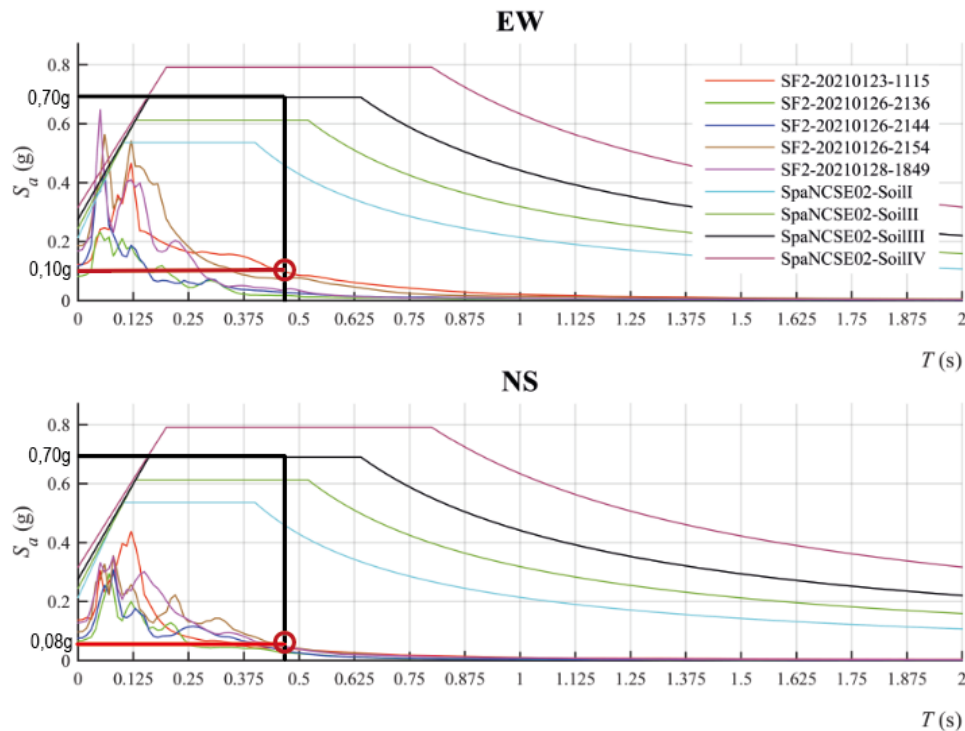 EW
0.8
0,70g
0.6
0.4
0.2
0,10g
0
S_a (g)
SF2-20210123-1115
SF2-20210126-2136
SF2-20210126-2144
SF2-20210126-2154
SF2-20210128-1849
SpaNCSE02-SoilI
SpaNCSE02-SoilII
SpaNCSE02-SoilIII
SpaNCSE02-SoilIV
0 0.125 0.25 0.375 0.5 0.625 0.75 0.875 1 1.125 1.25 1.375 1.5 1.625 1.75 1.875 2
T (s)
NS
0.8
0,70g
0.6
0.4
0.2
0,08g
0
S_a (g)
0 0.125 0.25 0.375 0.5 0.625 0.75 0.875 1 1.125 1.25 1.375 1.5 1.625 1.75 1.875 2
T (s)